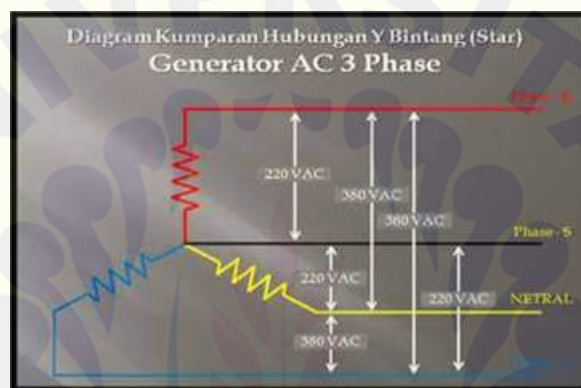 Diagram Kumparan Hubungan Y Bintang (Star)
Generator AC 3 Phase
220 VAC
380 VAC
380 VAC
Phase-S
220 VAC
220 VAC
NETRAL
380 VAC